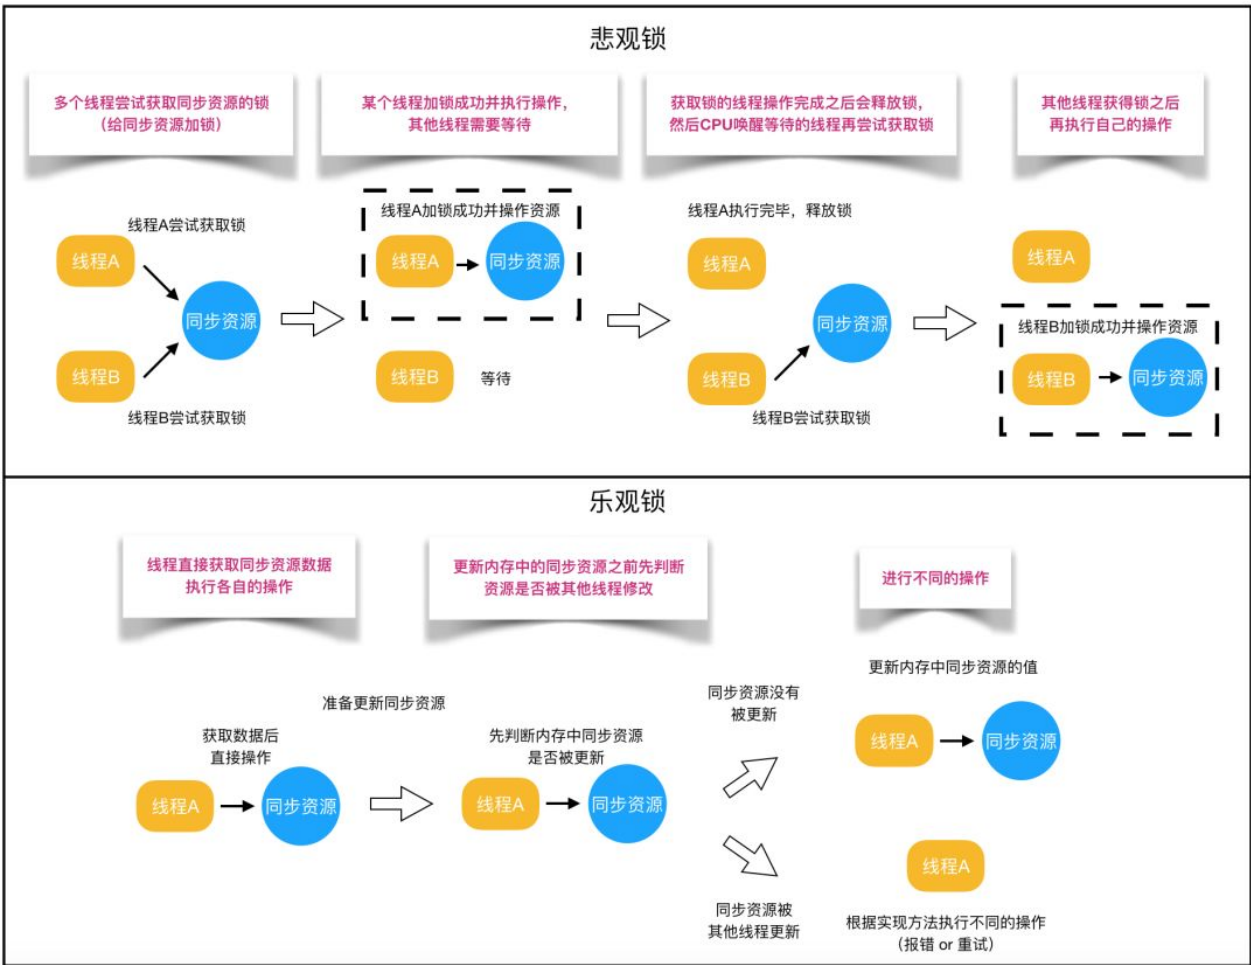 悲观锁
多个线程尝试获取同步资源的锁
（给同步资源加锁）
某个线程加锁成功并执行操作，
其他线程需要等待
获取锁的线程操作完成之后会释放锁，
然后CPU唤醒等待的线程再尝试获取锁
其他线程获得锁之后
再执行自己的操作
线程A尝试获取锁
线程A
同步资源
线程B
线程B尝试获取锁
线程A加锁成功并操作资源
线程A
同步资源
线程B
等待
线程A执行完毕，释放锁
线程A
同步资源
线程B
线程B尝试获取锁
线程A
线程B加锁成功并操作资源
线程B
同步资源
乐观锁
线程直接获取同步资源数据
执行各自的操作
更新内存中的同步资源之前先判断
资源是否被其他线程修改
进行不同的操作
获取数据后
直接操作
线程A
同步资源
准备更新同步资源
先判断内存中同步资源
是否被更新
线程A
同步资源
同步资源没有
被更新
更新内存中同步资源的值
线程A
同步资源
同步资源被
其他线程更新
线程A
根据实现方法执行不同的操作
（报错 or 重试）